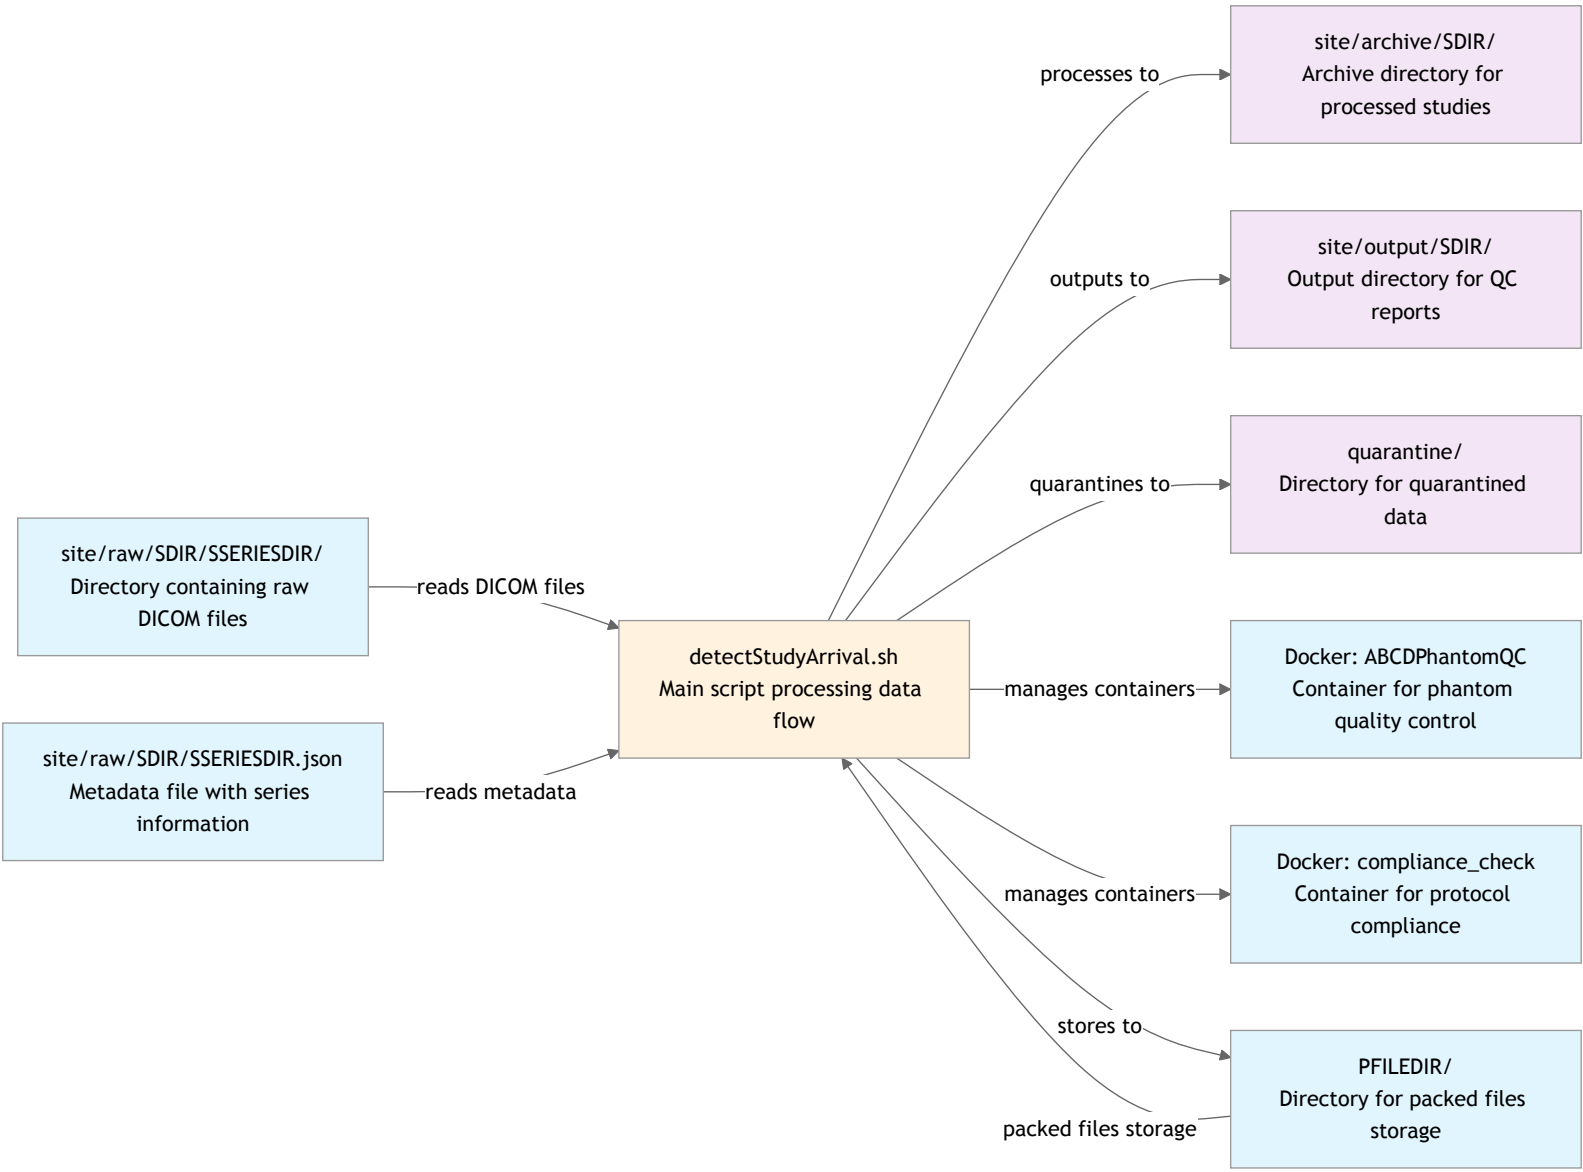 site/archive/SDIR/
Archive directory for
processed studies
processes to
site/output/SDIR/
Output directory for QC
reports
outputs to
quarantine/
Directory for quarantined
data
quarantines to
site/raw/SDIR/SSERIESDIR/
Directory containing raw
DICOM files
reads DICOM files
detectStudyArrival.sh
Main script processing data
flow
manages containers
Docker: ABCDPhantomQC
Container for phantom
quality control
site/raw/SDIR/SSERIESDIR.json
Metadata file with series
information
reads metadata
manages containers
Docker: compliance_check
Container for protocol
compliance
stores to
PFILEDIR/
Directory for packed files
storage
packed files storage